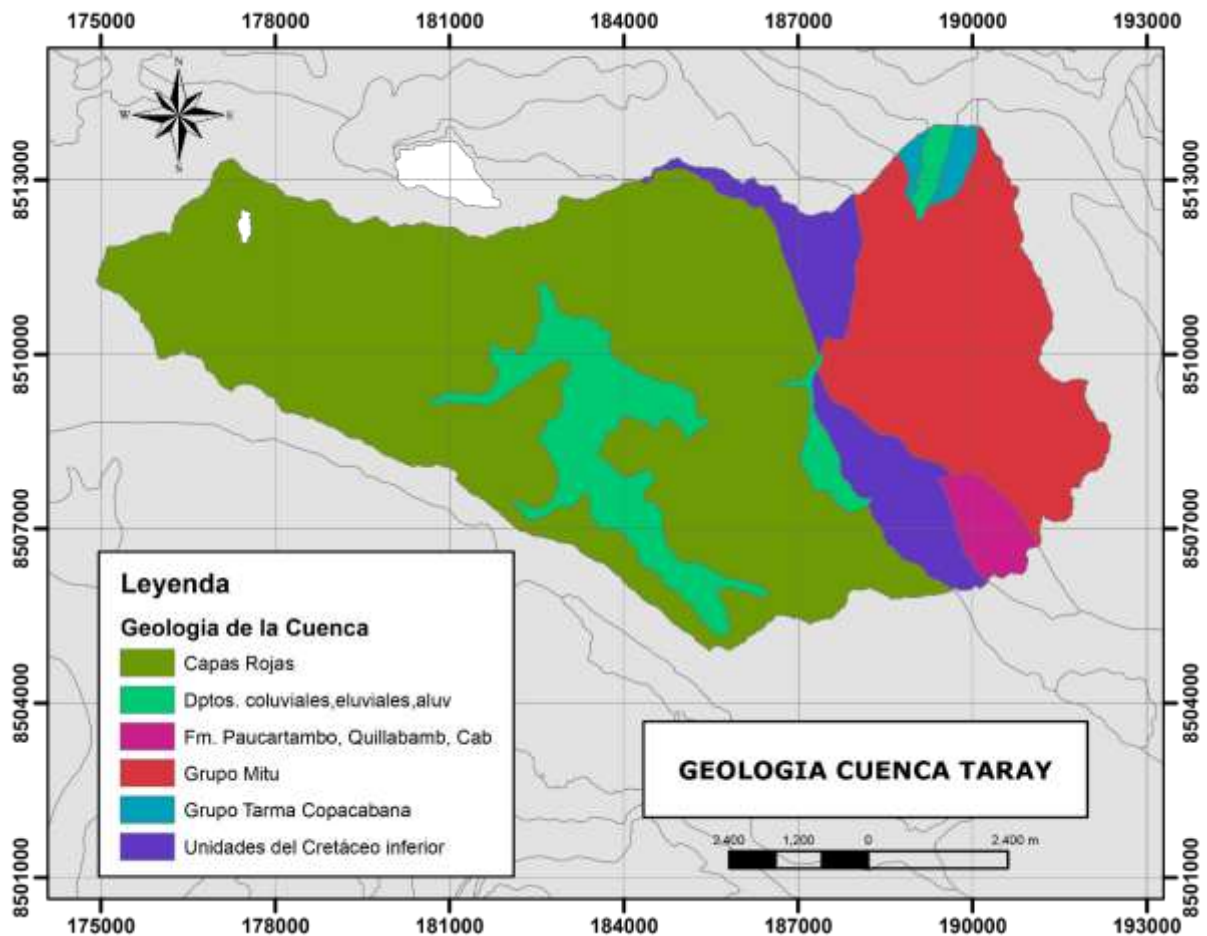 175000 178000 181000 184000 187000 190000 193000
N
W E
S
8513000 8513000
8510000 8510000
8507000 8507000
8504000 8504000
8501000 8501000
Leyenda
Geologia de la Cuenca
Capas Rojas
Dptos. coluviales,eluviales,aluv
Fm. Paucartambo, Quillabamb, Cab
Grupo Mitu
Grupo Tarma Copacabana
Unidades del Cretáceo inferior
GEOLOGIA CUENCA TARAY
2.400 1,200 0 2.400 m
175000 178000 181000 184000 187000 190000 193000